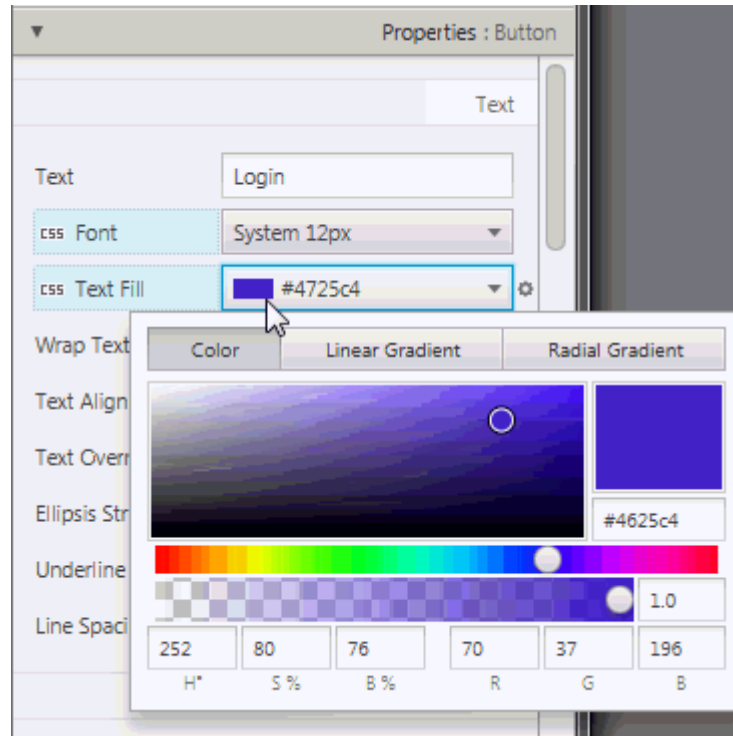 Properties : Button
Text
Text Login
css Font System 12px
css Text Fill #4725c4
Wrap Text
Color Linear Gradient Radial Gradient
Text Align
Text Overr
Ellipsis Str
#4625c4
Underline
1.0
Line Spaci
252 80 76 70 37 196
H° S % B % R G B